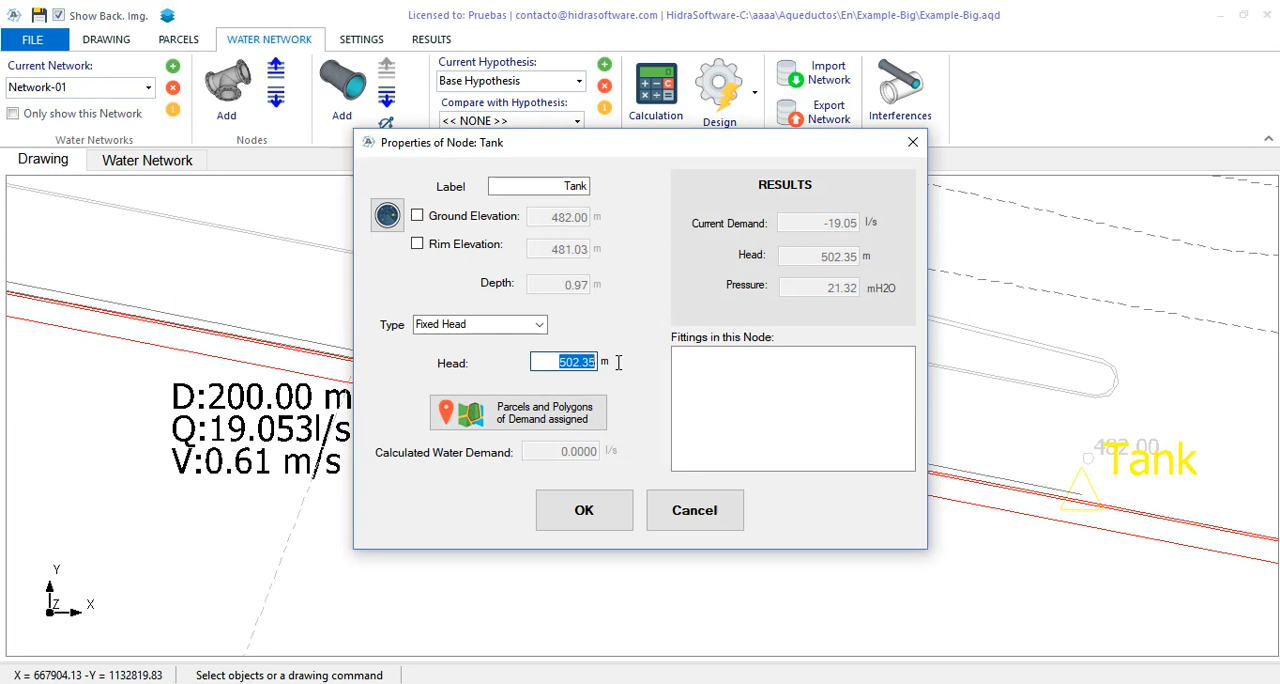 Show Back. Img.
Licensed to: Pruebas | contacto@hidrasoftware.com | HidraSoftware-C:\aaaa\Aqueductos\En\Example-Big\Example-Big.aqd
FILE
DRAWING
PARCELS
WATER NETWORK
SETTINGS
RESULTS
Current Network:
Network-01
Only show this Network
Water Networks
Add
Nodes
Add
Current Hypothesis:
Base Hypothesis
Compare with Hypothesis:
<< NONE >>
Calculation
Design
Import
Network
Export
Network
Interferences
Drawing
Water Network
Properties of Node: Tank
Label
Tank
Ground Elevation:
482.00
m
Rim Elevation:
481.03
m
Depth:
0.97
m
Type
Fixed Head
Head:
502.35
m
Parcels and Polygons
of Demand assigned
Calculated Water Demand:
0.0000
l/s
OK
Cancel
RESULTS
Current Demand:
-19.05
l/s
Head:
502.35
m
Pressure:
21.32
mH2O
Fittings in this Node:
D:200.00 m
Q:19.053l/s
V:0.61 m/s
482.00
Tank
Y
Z
X
X = 667904.13 -Y = 1132819.83
Select objects or a drawing command